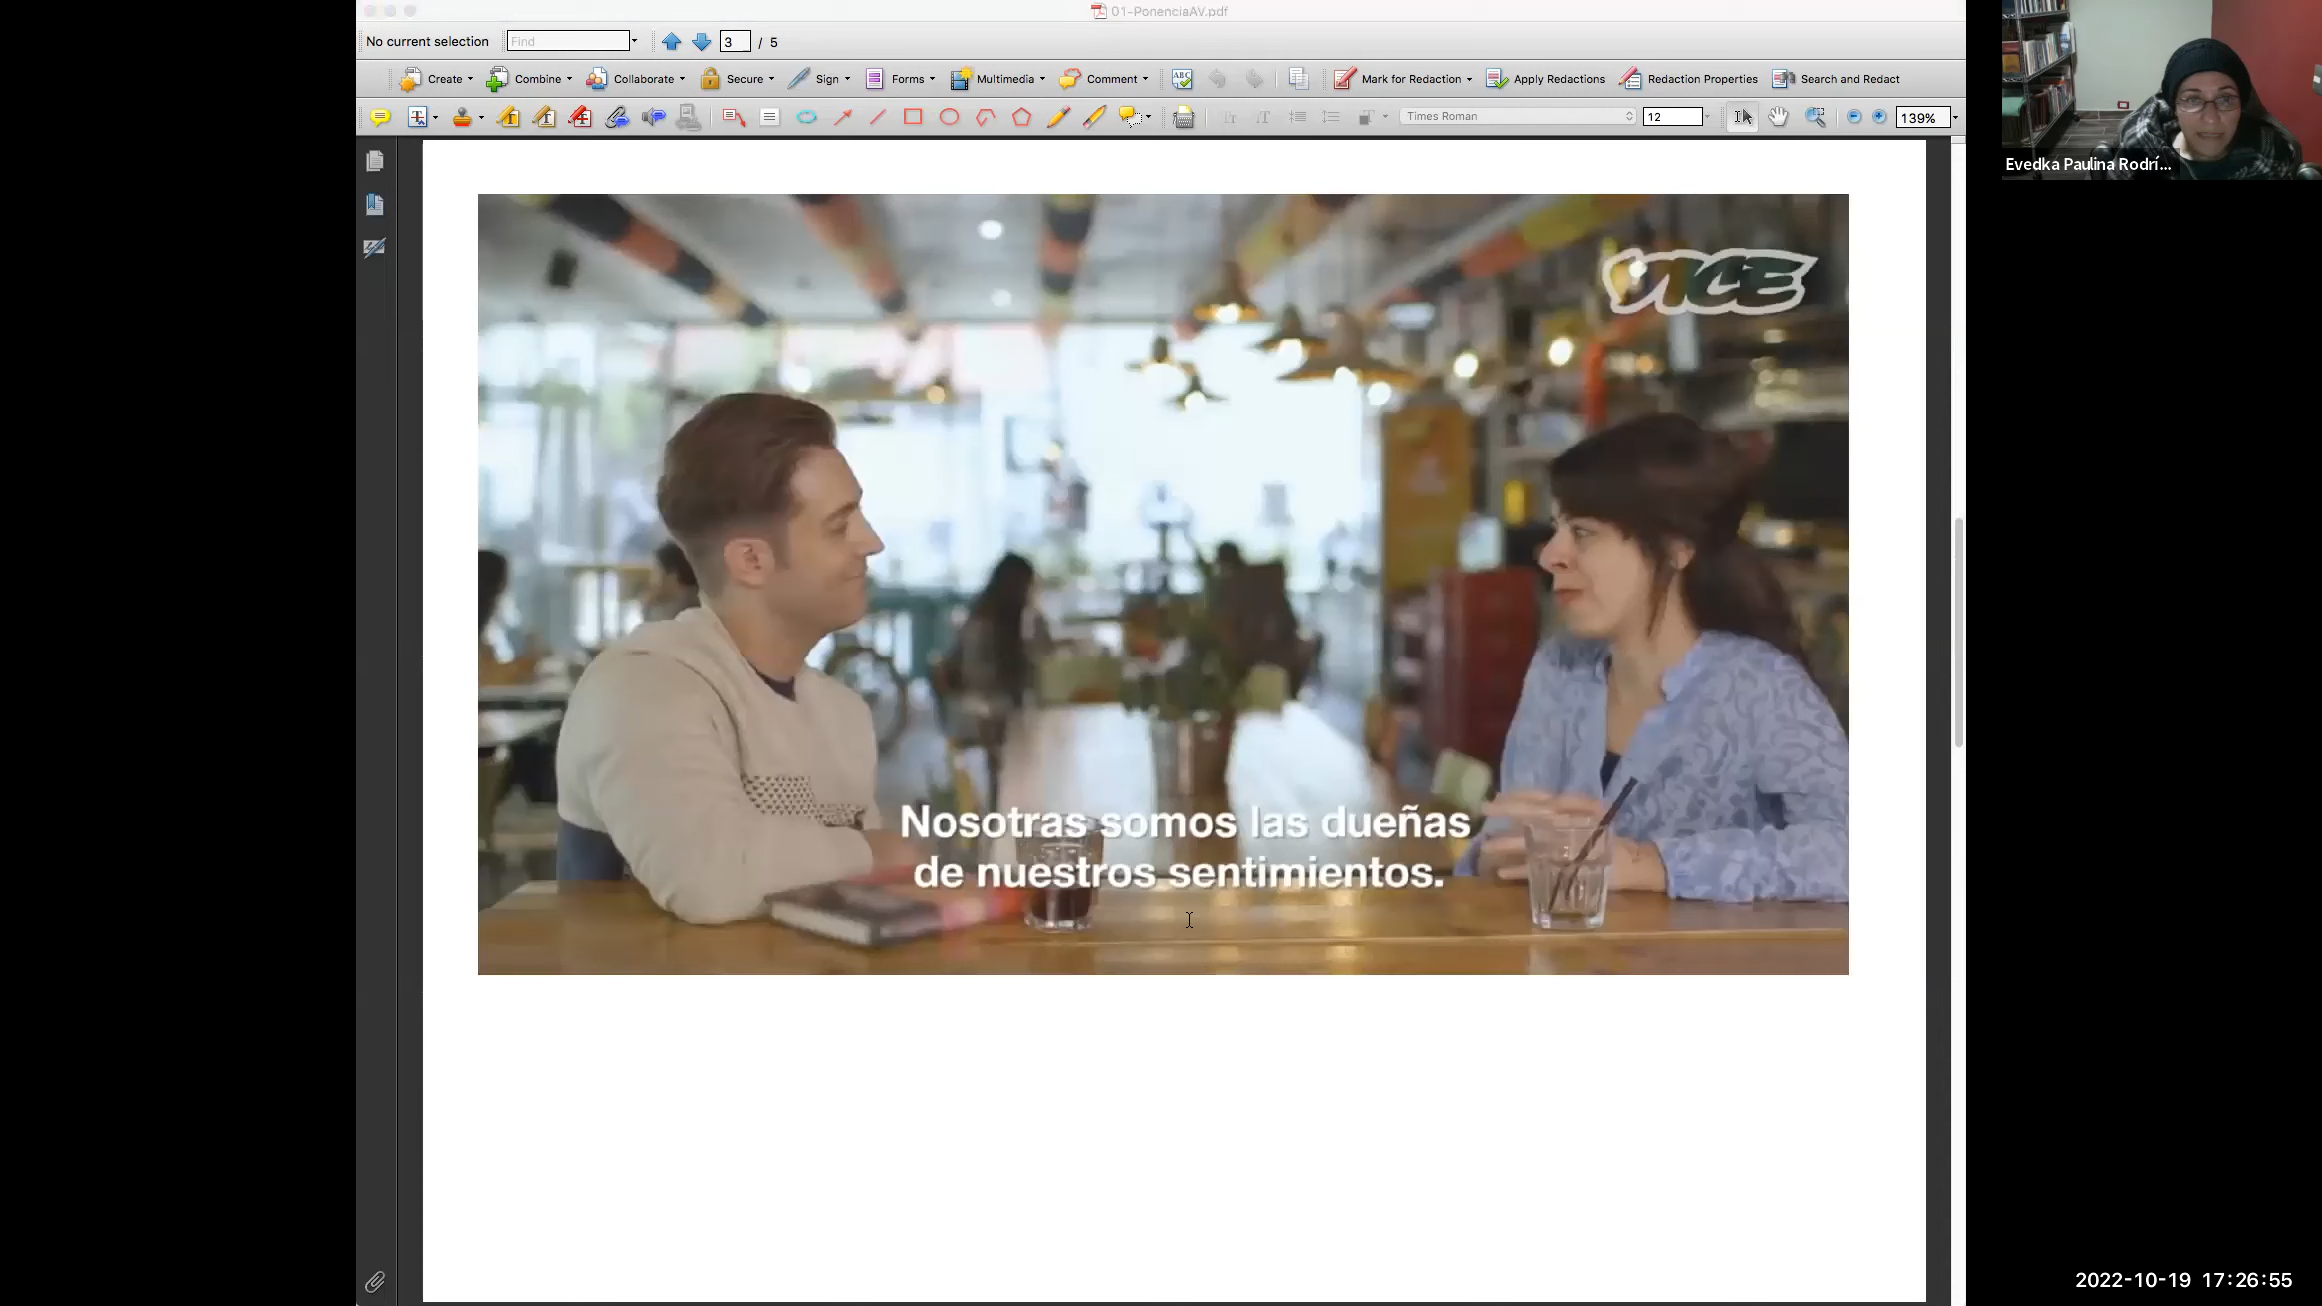 01-PonenciaAV.pdf
No current selection
Find
3 / 5
Create
Combine
Collaborate
Secure
Sign
Forms
Multimedia
Comment
Mark for Redaction
Apply Redactions
Redaction Properties
Search and Redact
Times Roman
12
139%
Evedka Paulina Rodrí...
VICE
Nosotras somos las dueñas
de nuestros sentimientos.
2022-10-19 17:26:55